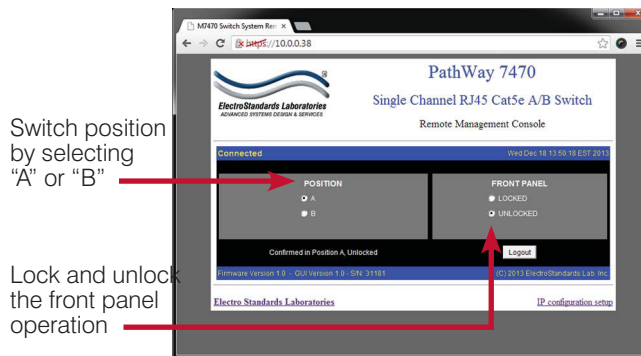 M7470 Switch System Rem
https://10.0.0.38
ElectroStandards Laboratories
ADVANCED SYSTEMS DESIGN & SERVICES
PathWay 7470
Single Channel RJ45 Cat5e A/B Switch
Remote Management Console
Switch position
by selecting
“A” or “B”
Connected
Wed Dec 18 13:50:18 EST 2013
POSITION
A
B
FRONT PANEL
LOCKED
UNLOCKED
Confirmed in Position A, Unlocked
Logout
Firmware Version 1.0 - GUI Version 1.0 - S/N: 31181
(C) 2013 ElectroStandards Lab. Inc.
Lock and unlock
the front panel
operation
Electro Standards Laboratories
IP configuration setup